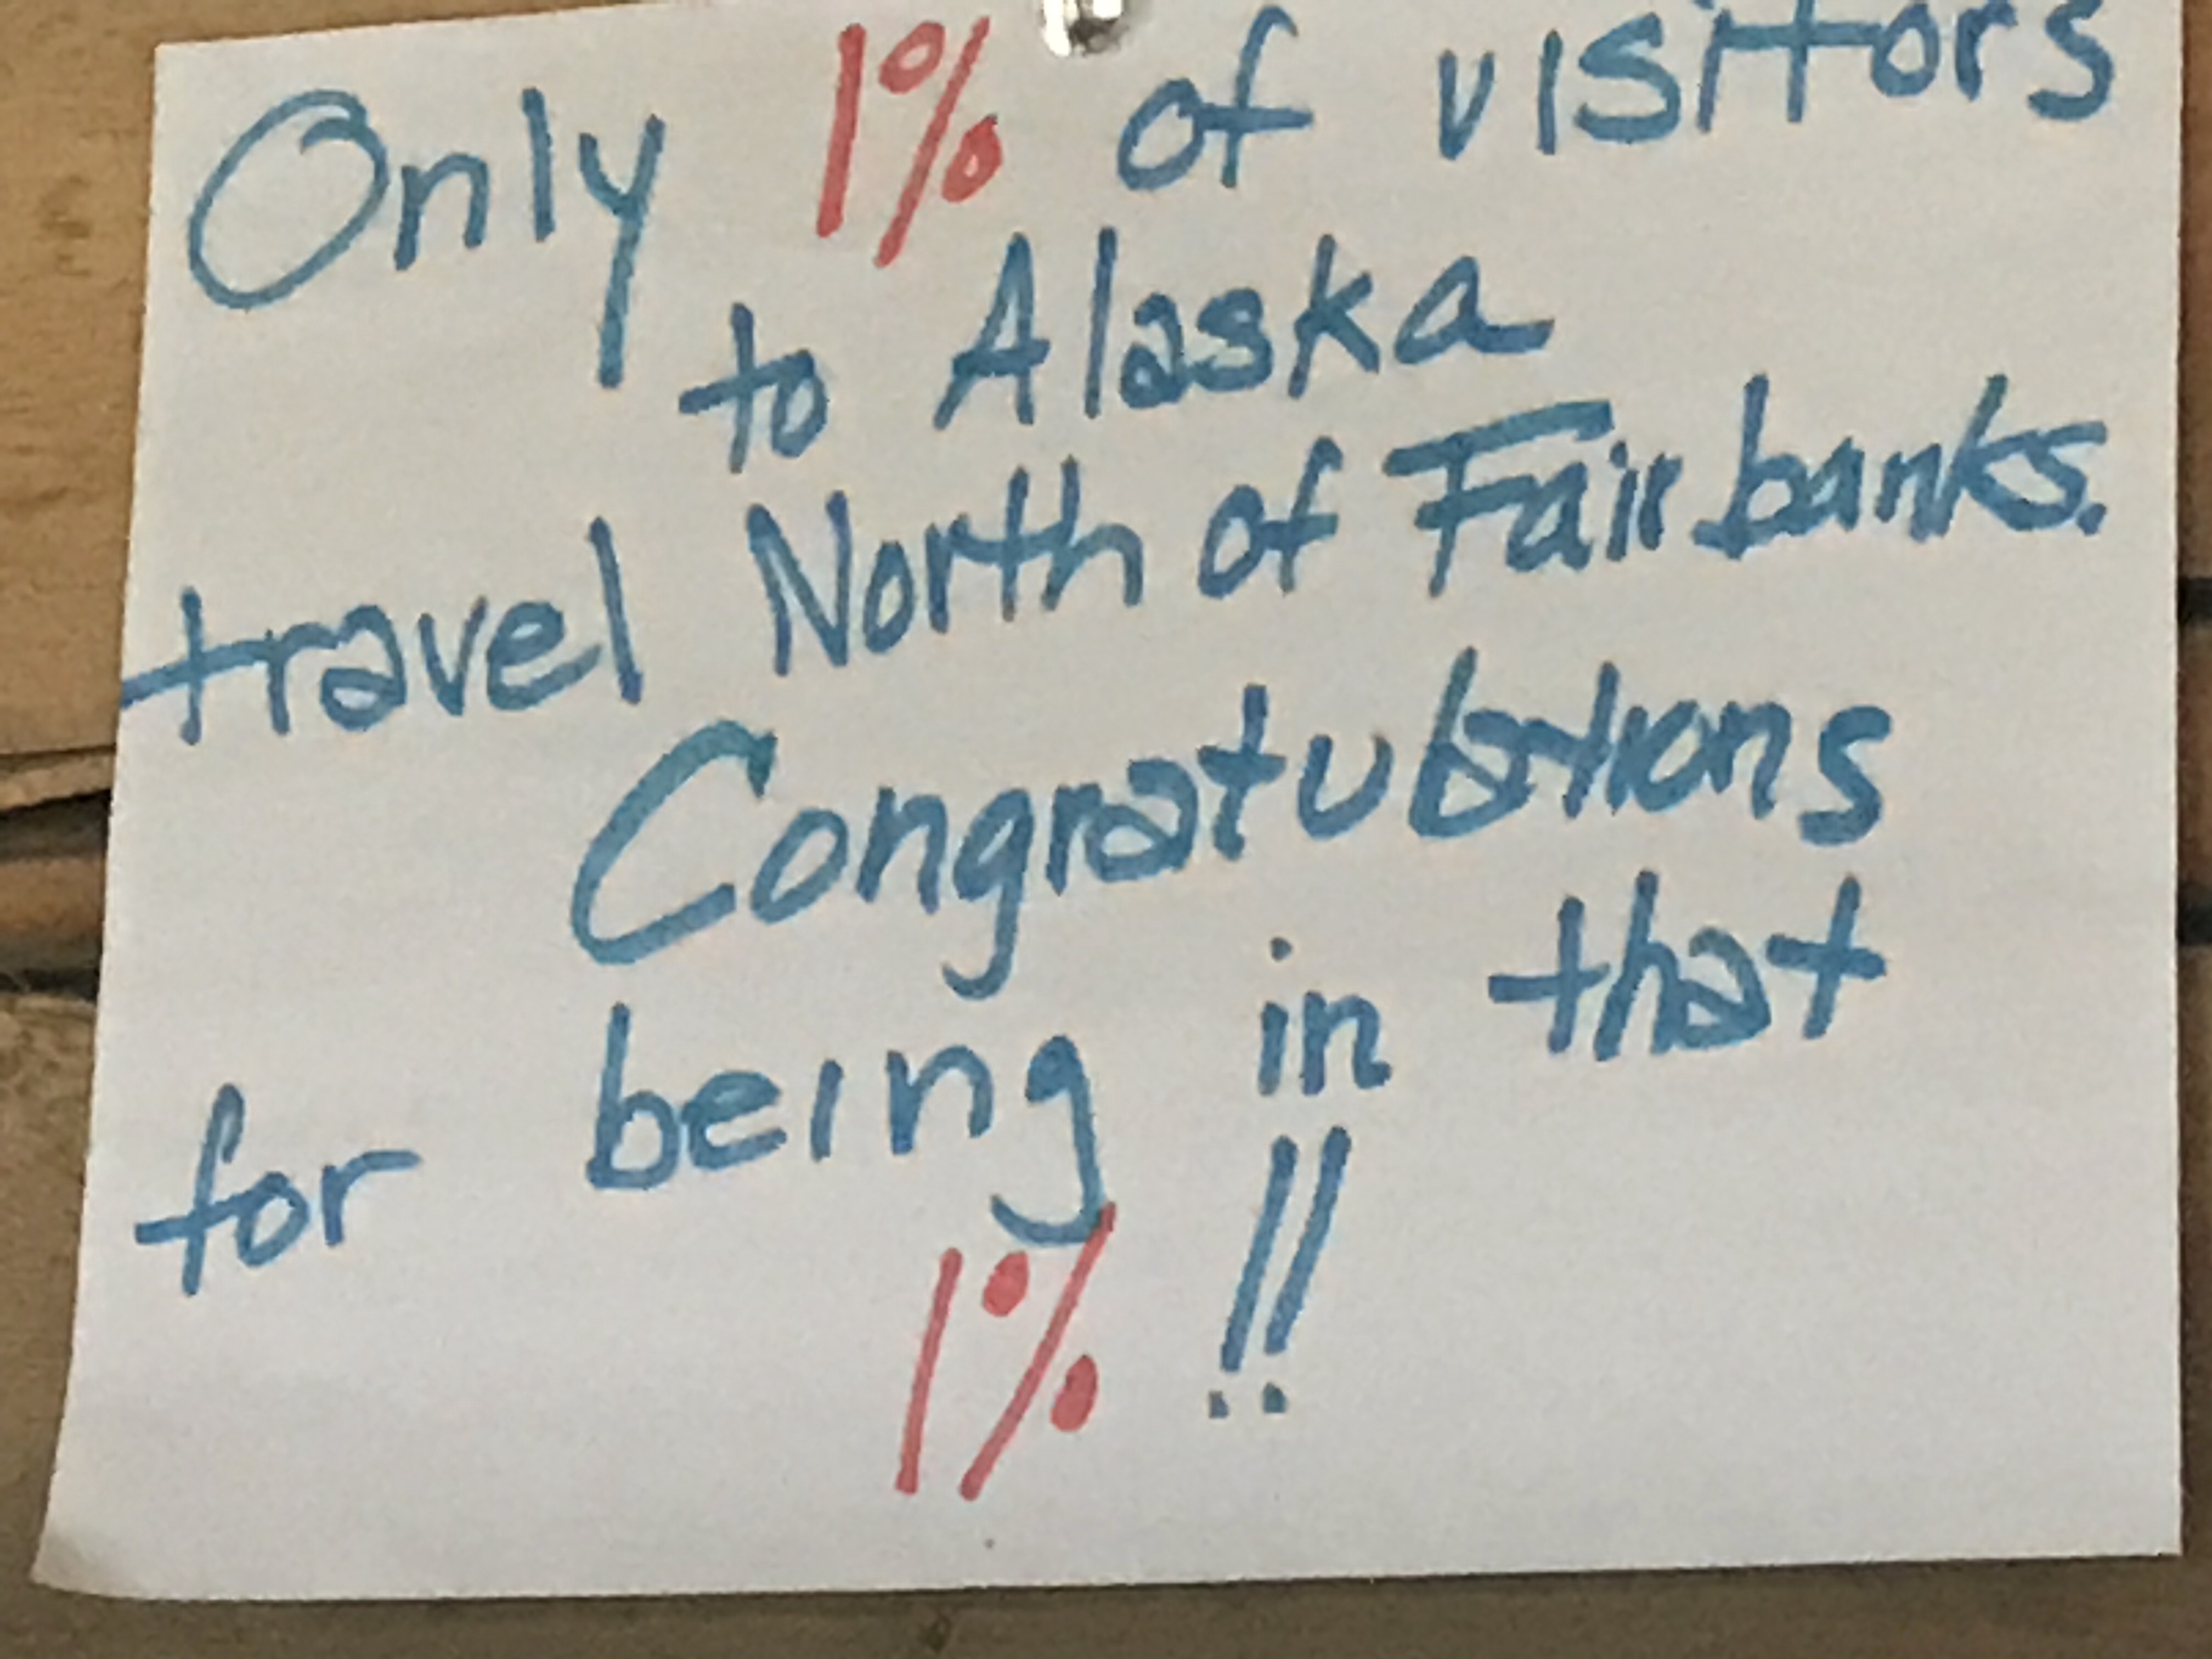 Only 1% of visitors
to Alaska
travel North of Fairbanks.
Congratulations
for being in that
1% !!